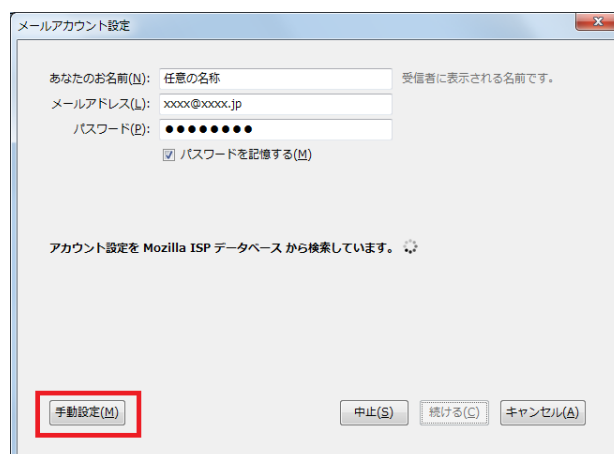 メールアカウント設定
あなたのお名前(N): 任意の名称 受信者に表示される名前です。
メールアドレス(L): xxxx@xxxx.jp
パスワード(P): ●●●●●●●●
パスワードを記憶する(M)
アカウント設定を Mozilla ISP データベース から検索しています。
手動設定(M) 中止(S) 続ける(C) キャンセル(A)